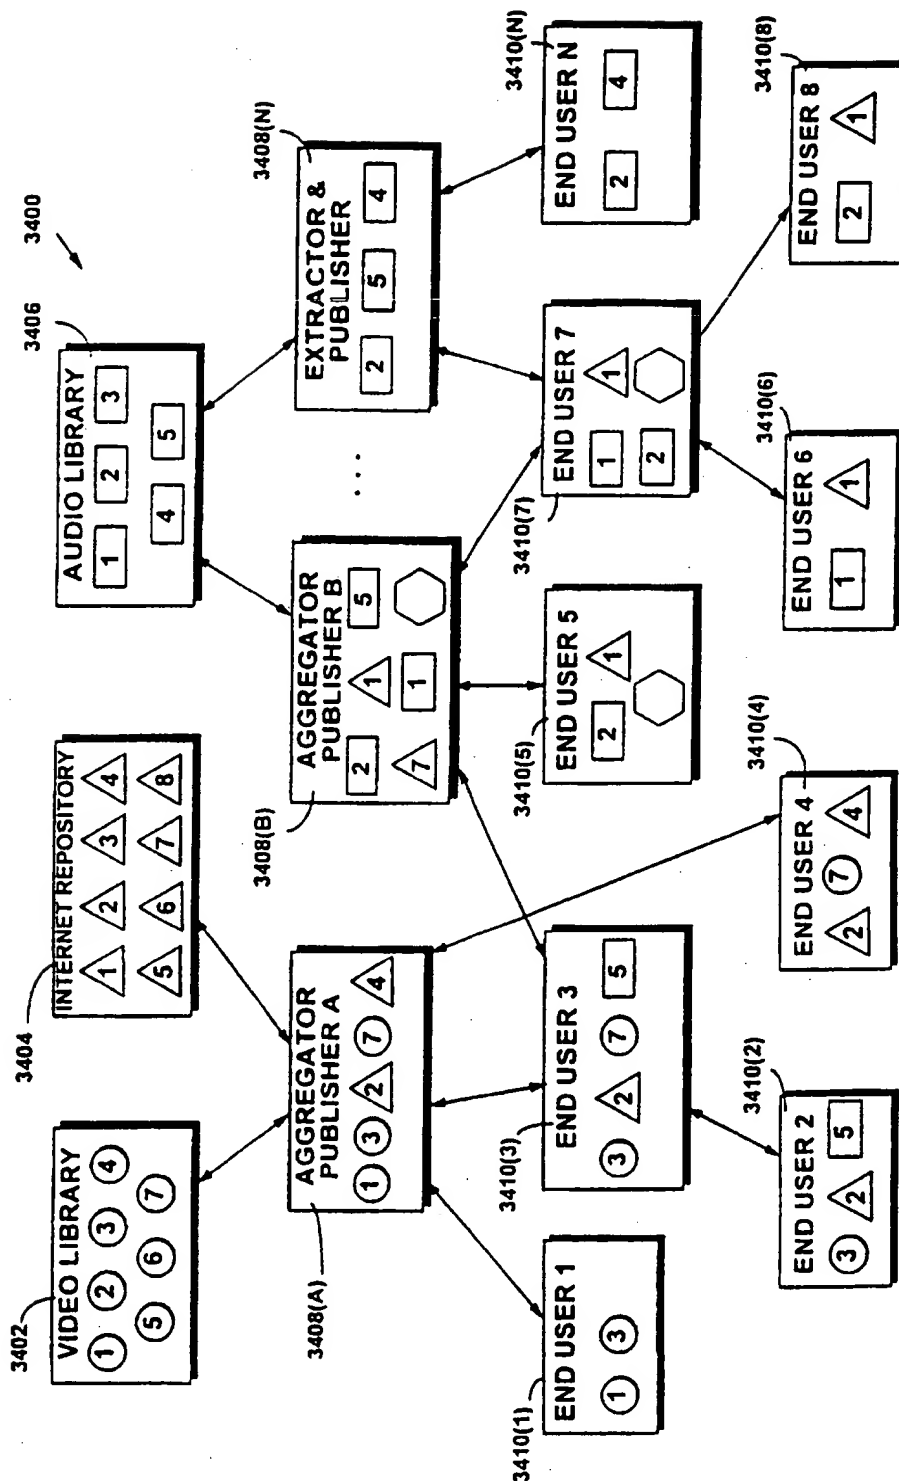 3400
3402
VIDEO LIBRARY
1 2 3 4
5 6 7
3404
INTERNET REPOSITORY
1 2 3 4
5 6 7 8
3406
AUDIO LIBRARY
1 2 3
4 5
3408(A)
AGGREGATOR
PUBLISHER A
1 3 2 7 4
3408(B)
AGGREGATOR
PUBLISHER B
2 1 5
7 1
...
3408(N)
EXTRACTOR &
PUBLISHER
2 5 4
3410(1)
END USER 1
1 3
3410(3)
END USER 3
3 2 7 5
3410(5)
END USER 5
2 1
3410(7)
END USER 7
1 1
2
3410(N)
END USER N
2 4
3410(2)
END USER 2
3 2 5
3410(4)
END USER 4
2 7 4
3410(6)
END USER 6
1 1
3410(8)
END USER 8
2 1